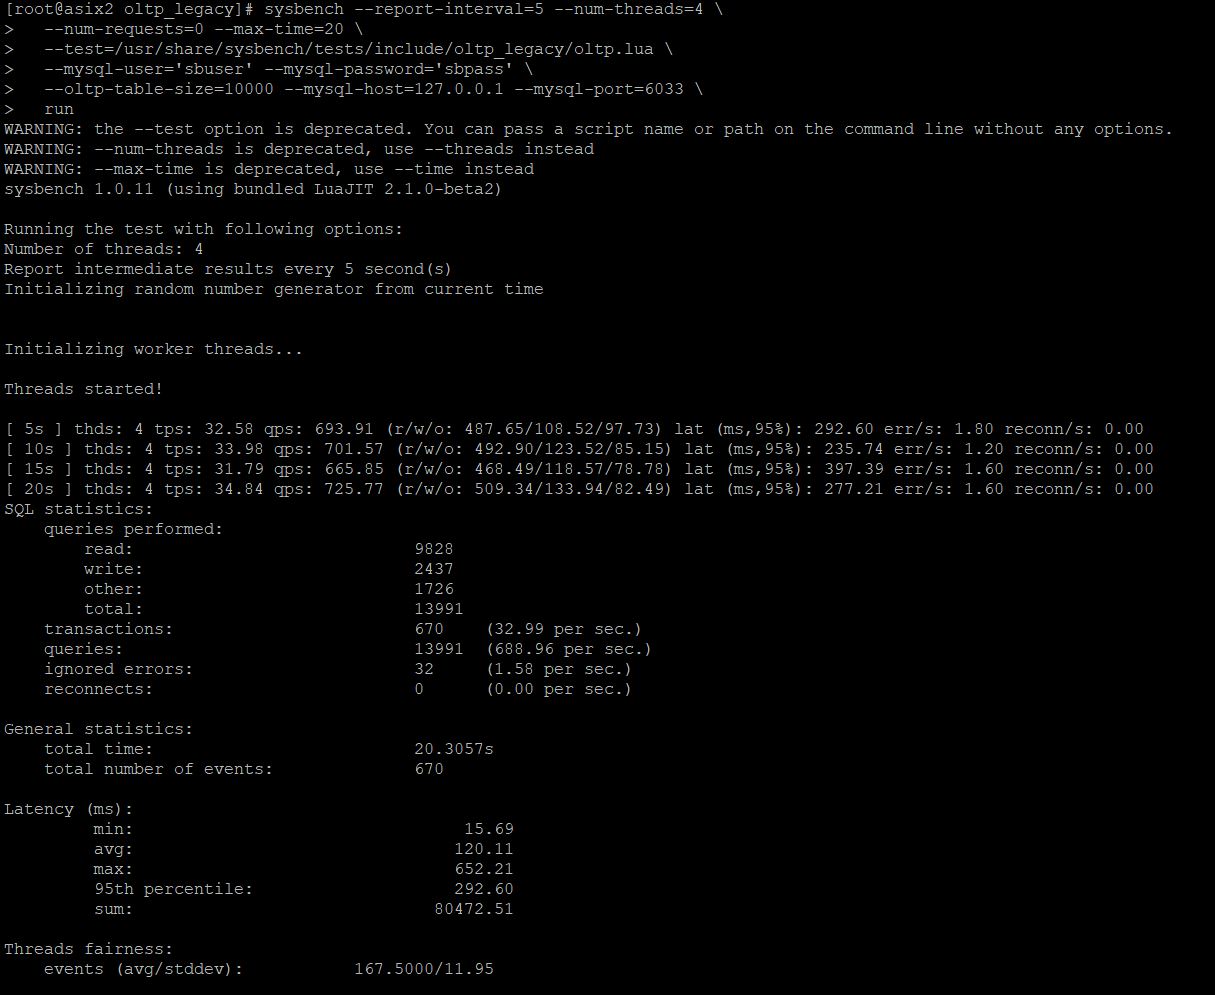 [root@asix2 oltp_legacy]# sysbench --report-interval=5 --num-threads=4 \
>   --num-requests=0 --max-time=20 \
>   --test=/usr/share/sysbench/tests/include/oltp_legacy/oltp.lua \
>   --mysql-user='sbuser' --mysql-password='sbpass' \
>   --oltp-table-size=10000 --mysql-host=127.0.0.1 --mysql-port=6033 \
>   run
WARNING: the --test option is deprecated. You can pass a script name or path on the command line without any options.
WARNING: --num-threads is deprecated, use --threads instead
WARNING: --max-time is deprecated, use --time instead
sysbench 1.0.11 (using bundled LuaJIT 2.1.0-beta2)
Running the test with following options:
Number of threads: 4
Report intermediate results every 5 second(s)
Initializing random number generator from current time
Initializing worker threads...
Threads started!
[ 5s ] thds: 4 tps: 32.58 qps: 693.91 (r/w/o: 487.65/108.52/97.73) lat (ms,95%): 292.60 err/s: 1.80 reconn/s: 0.00
[ 10s ] thds: 4 tps: 33.98 qps: 701.57 (r/w/o: 492.90/123.52/85.15) lat (ms,95%): 235.74 err/s: 1.20 reconn/s: 0.00
[ 15s ] thds: 4 tps: 31.79 qps: 665.85 (r/w/o: 468.49/118.57/78.78) lat (ms,95%): 397.39 err/s: 1.60 reconn/s: 0.00
[ 20s ] thds: 4 tps: 34.84 qps: 725.77 (r/w/o: 509.34/133.94/82.49) lat (ms,95%): 277.21 err/s: 1.60 reconn/s: 0.00
SQL statistics:
    queries performed:
        read:                            9828
        write:                           2437
        other:                           1726
        total:                           13991
    transactions:                        670    (32.99 per sec.)
    queries:                             13991  (688.96 per sec.)
    ignored errors:                      32     (1.58 per sec.)
    reconnects:                          0      (0.00 per sec.)
General statistics:
    total time:                          20.3057s
    total number of events:              670
Latency (ms):
         min:                                 15.69
         avg:                                120.11
         max:                                652.21
         95th percentile:                    292.60
         sum:                              80472.51
Threads fairness:
    events (avg/stddev):           167.5000/11.95